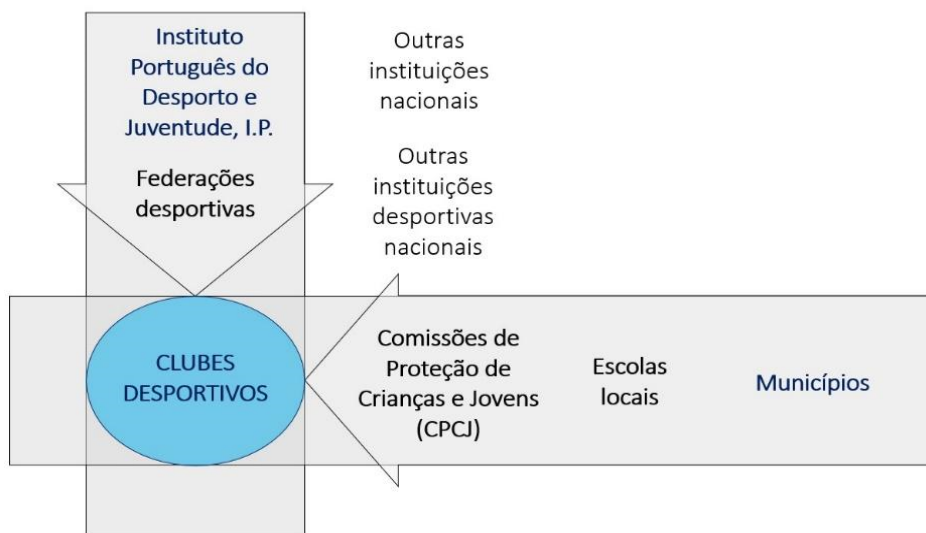 Instituto
Português do
Desporto e
Juventude, I.P.
Federações
desportivas
Outras
instituições
nacionais
Outras
instituições
desportivas
nacionais
CLUBES
DESPORTIVOS
Comissões de
Proteção de
Crianças e Jovens
(CPCJ)
Escolas
locais
Municípios